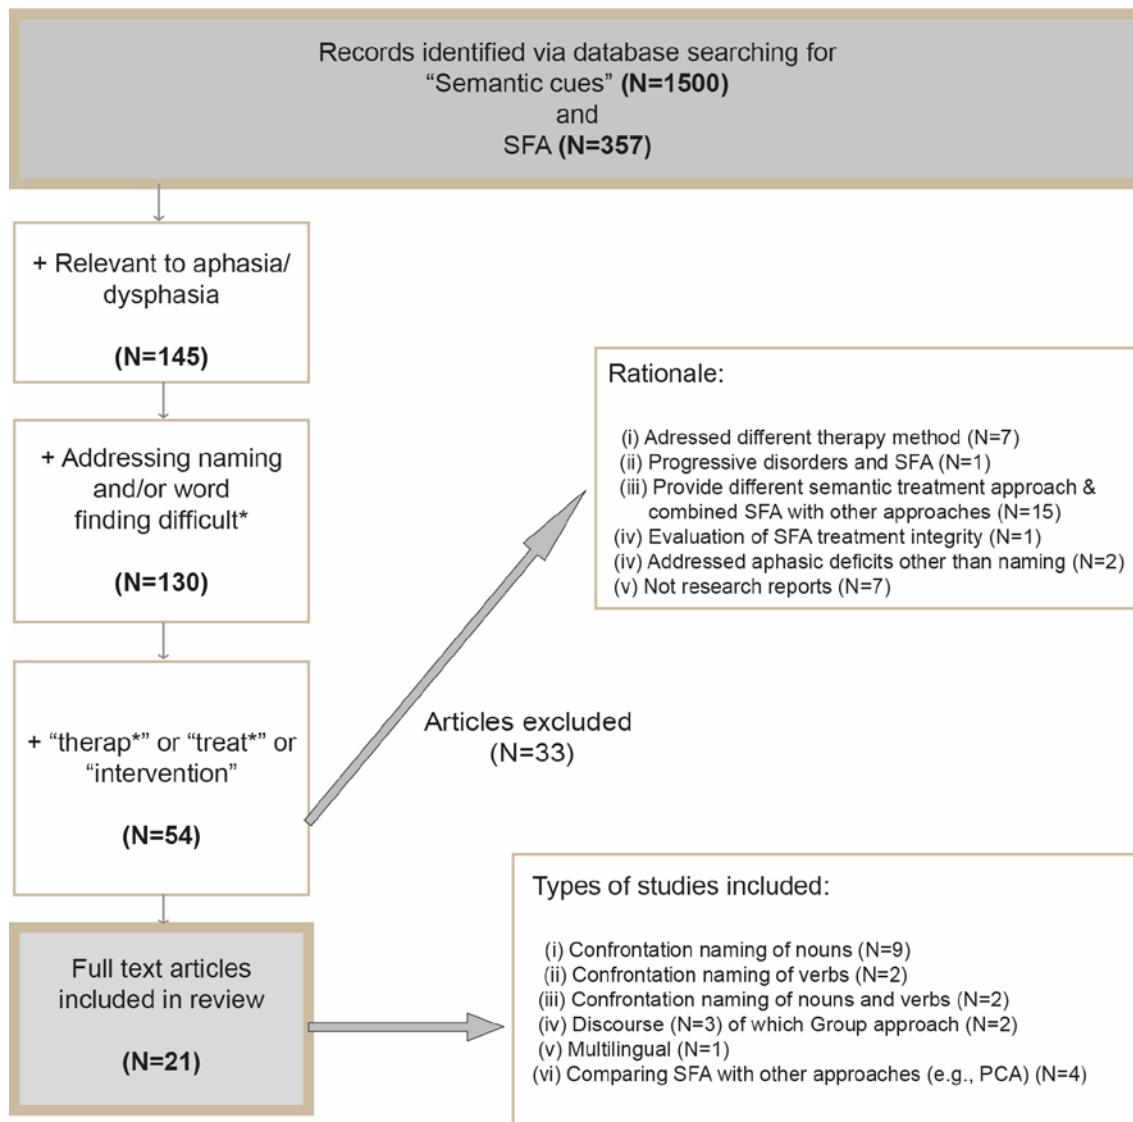 Records identified via database searching for
“Semantic cues” (N=1500)
and
SFA (N=357)
+ Relevant to aphasia/
dysphasia
(N=145)
+ Addressing naming
and/or word
finding difficult*
(N=130)
+ “therap*” or “treat*” or
“intervention”
(N=54)
Articles excluded
(N=33)
Rationale:
(i) Adressed different therapy method (N=7)
(ii) Progressive disorders and SFA (N=1)
(iii) Provide different semantic treatment approach &
combined SFA with other approaches (N=15)
(iv) Evaluation of SFA treatment integrity (N=1)
(iv) Addressed aphasic deficits other than naming (N=2)
(v) Not research reports (N=7)
Full text articles
included in review
(N=21)
Types of studies included:
(i) Confrontation naming of nouns (N=9)
(ii) Confrontation naming of verbs (N=2)
(iii) Confrontation naming of nouns and verbs (N=2)
(iv) Discourse (N=3) of which Group approach (N=2)
(v) Multilingual (N=1)
(vi) Comparing SFA with other approaches (e.g., PCA) (N=4)